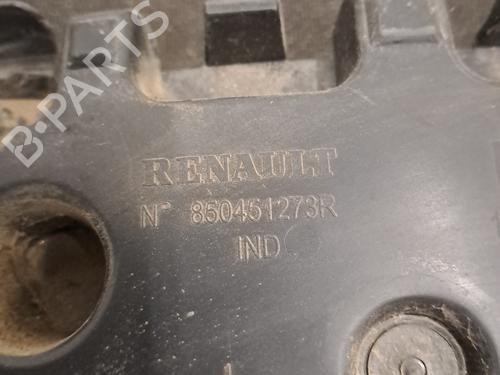 B-PARTS
RENAULT
N° 850451273R
IND